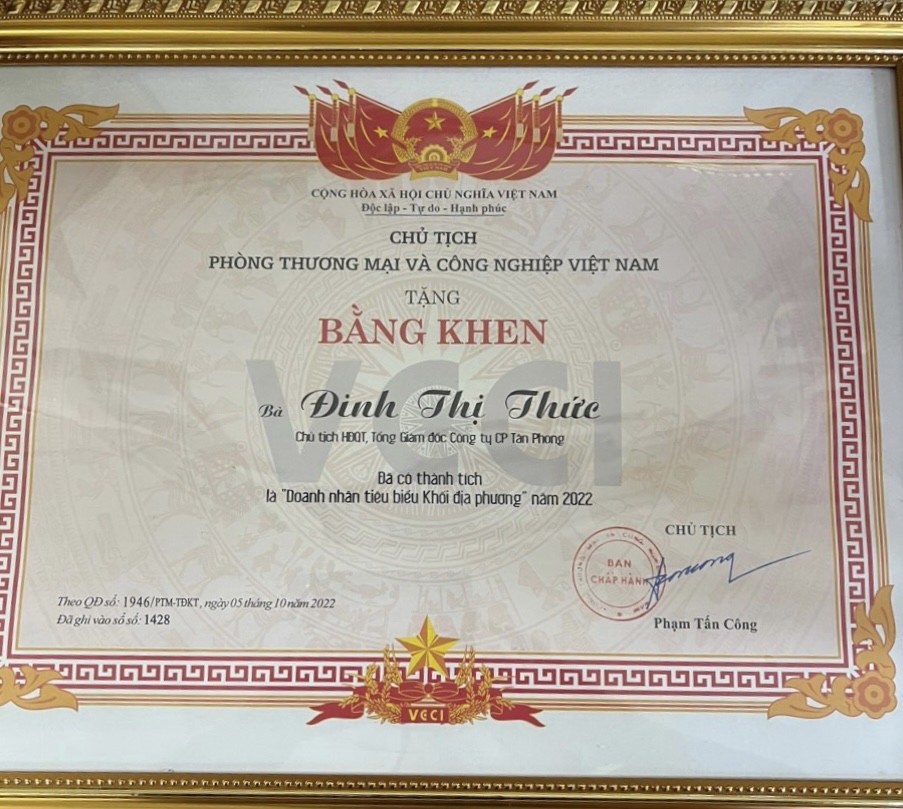 CỘNG HÒA XÃ HỘI CHỦ NGHĨA VIỆT NAM
Độc lập - Tự do - Hạnh phúc
CHỦ TỊCH
PHÒNG THƯƠNG MẠI VÀ CÔNG NGHIỆP VIỆT NAM
TẶNG
BẰNG KHEN
VCCI
Bà Đinh Thị Thức
Chủ tịch HĐQT, Tổng Giám đốc Công ty CP Tân Phong
Đã có thành tích
là "Doanh nhân tiêu biểu Khối địa phương" năm 2022
CHỦ TỊCH
BAN
CHẤP HÀNH
Phạm Tấn Công
Theo QĐ số: 1946/PTM-TĐKT, ngày 05 tháng 10 năm 2022
Đã ghi vào sổ số: 1428
VCCI